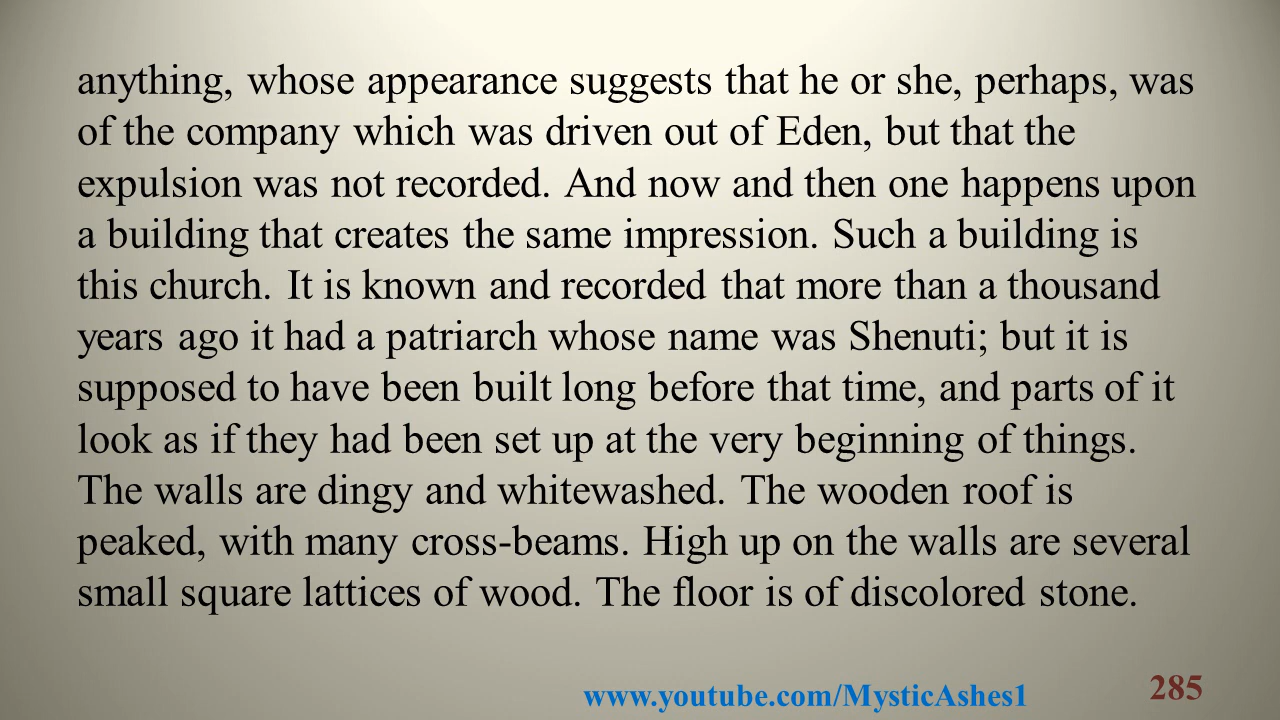 anything, whose appearance suggests that he or she, perhaps, was
of the company which was driven out of Eden, but that the
expulsion was not recorded. And now and then one happens upon
a building that creates the same impression. Such a building is
this church. It is known and recorded that more than a thousand
years ago it had a patriarch whose name was Shenuti; but it is
supposed to have been built long before that time, and parts of it
look as if they had been set up at the very beginning of things.
The walls are dingy and whitewashed. The wooden roof is
peaked, with many cross-beams. High up on the walls are several
small square lattices of wood. The floor is of discolored stone.
www.youtube.com/MysticAshes1
285